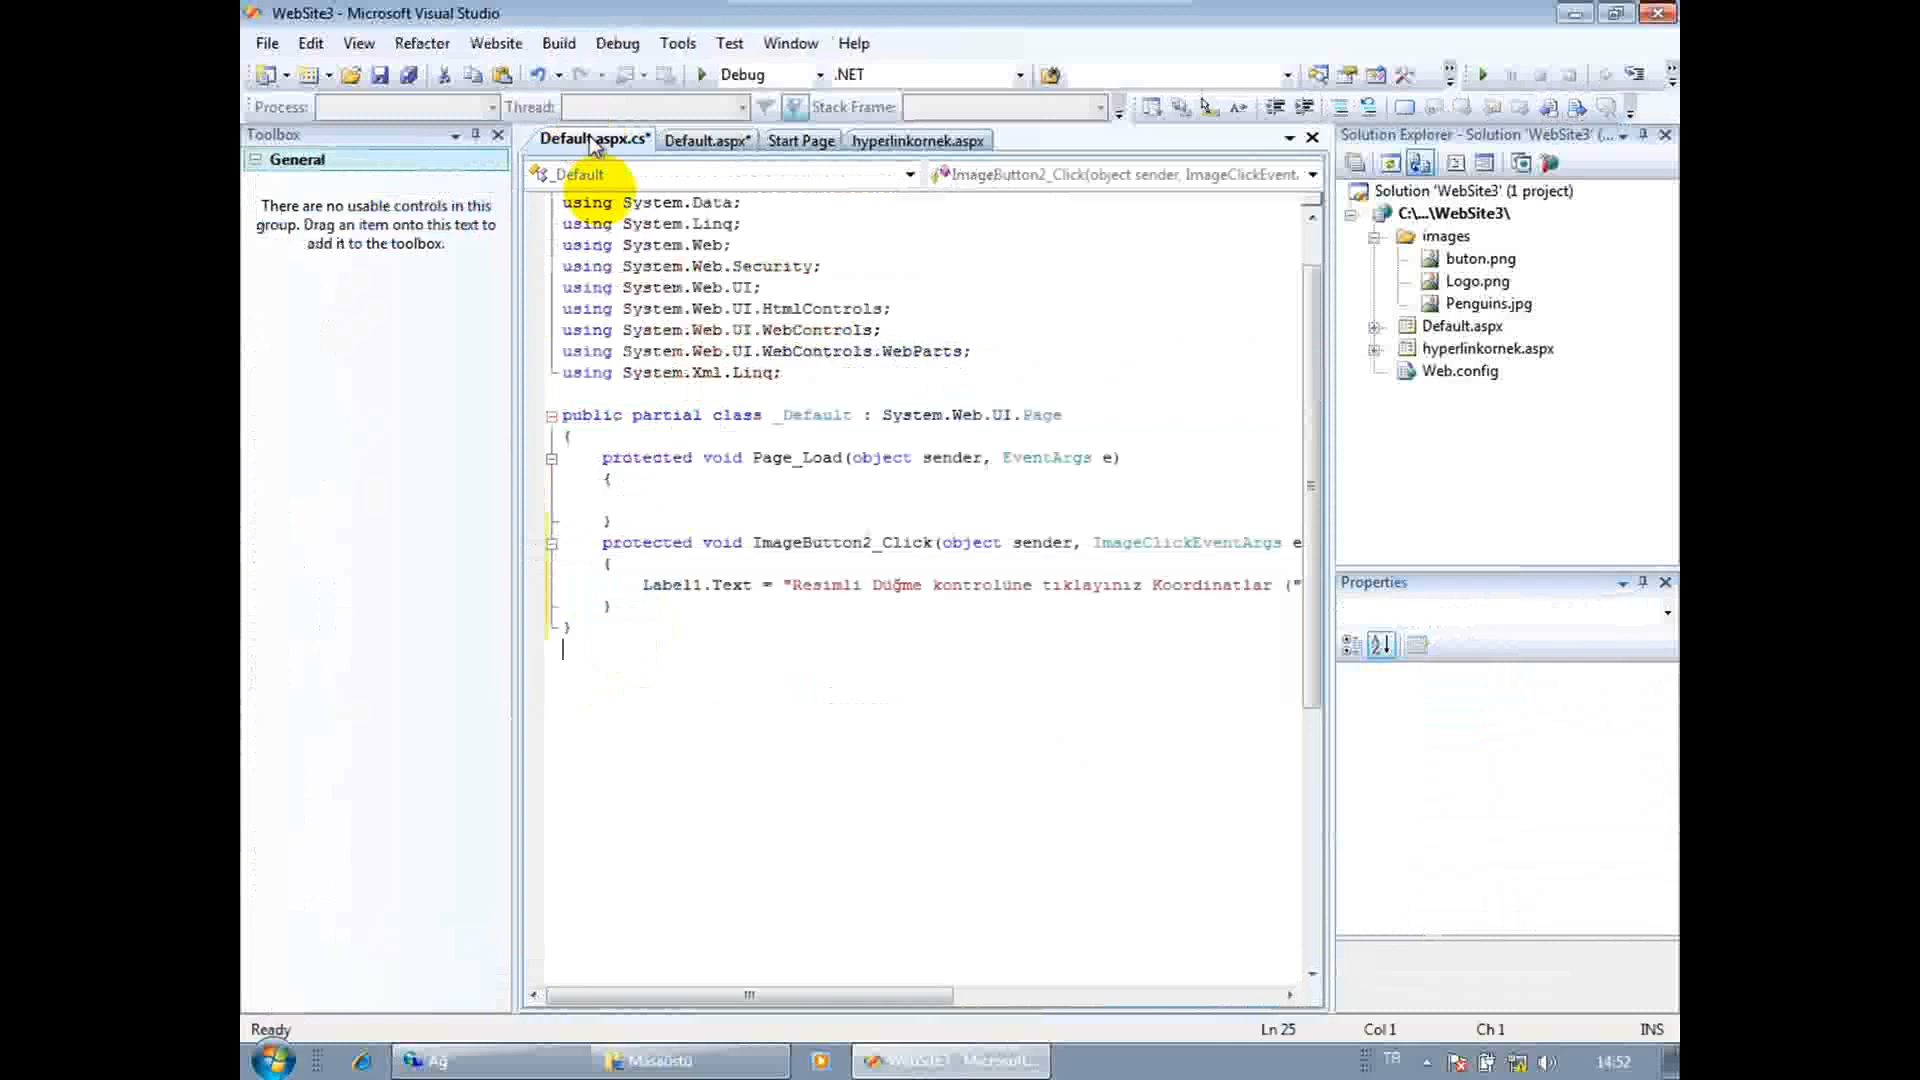 WebSite3 - Microsoft Visual Studio
File Edit View Refactor Website Build Debug Tools Test Window Help
Debug .NET
Process: Thread: Stack Frame:
Toolbox
General
There are no usable controls in this
group. Drag an item onto this text to
add it to the toolbox.
Default.aspx.cs* Default.aspx* Start Page hyperlinkornek.aspx
_Default ImageButton2_Click(object sender, ImageClickEvent.
using System.Data;
using System.Linq;
using System.Web;
using System.Web.Security;
using System.Web.UI;
using System.Web.UI.HtmlControls;
using System.Web.UI.WebControls;
using System.Web.UI.WebControls.WebParts;
using System.Xml.Linq;
public partial class _Default : System.Web.UI.Page
{
protected void Page_Load(object sender, EventArgs e)
{
}
protected void ImageButton2_Click(object sender, ImageClickEventArgs e
{
Label1.Text = "Resimli Düğme kontrolüne tıklayınız Koordinatlar ("
}
}
Solution Explorer - Solution 'WebSite3' (...
Solution 'WebSite3' (1 project)
C:\...\WebSite3\
images
buton.png
Logo.png
Penguins.jpg
Default.aspx
hyperlinkornek.aspx
Web.config
Properties
Ready Ln 25 Col 1 Ch 1 INS
Ağ Masaüstü WebSite3 - Microsoft... TR 14:52